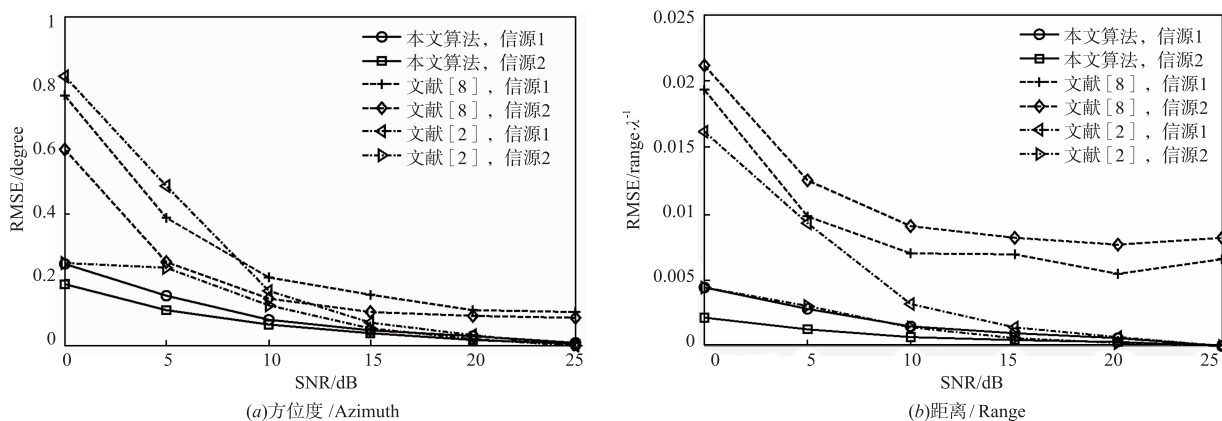 1
0.8
0.6
0.4
0.2
0
RMSE/degree
本文算法，信源1
本文算法，信源2
文献［8］，信源1
文献［8］，信源2
文献［2］，信源1
文献［2］，信源2
0 5 10 15 20 25
SNR/dB
(a)方位度/Azimuth
0.025
0.02
0.015
0.01
0.005
0
RMSE/range·λ⁻¹
本文算法，信源1
本文算法，信源2
文献［8］，信源1
文献［8］，信源2
文献［2］，信源1
文献［2］，信源2
0 5 10 15 20 25
SNR/dB
(b)距离/Range